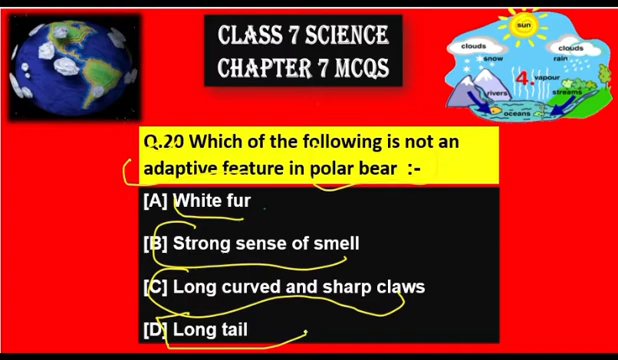 CLASS 7 SCIENCE
CHAPTER 7 MCQS
sun
clouds
clouds
snow
rain
4.
vapour
rivers
streams
oceans
Q.20 Which of the following is not an
adaptive feature in polar bear :-
[A] White fur
[B] Strong sense of smell
[C] Long curved and sharp claws
[D] Long tail